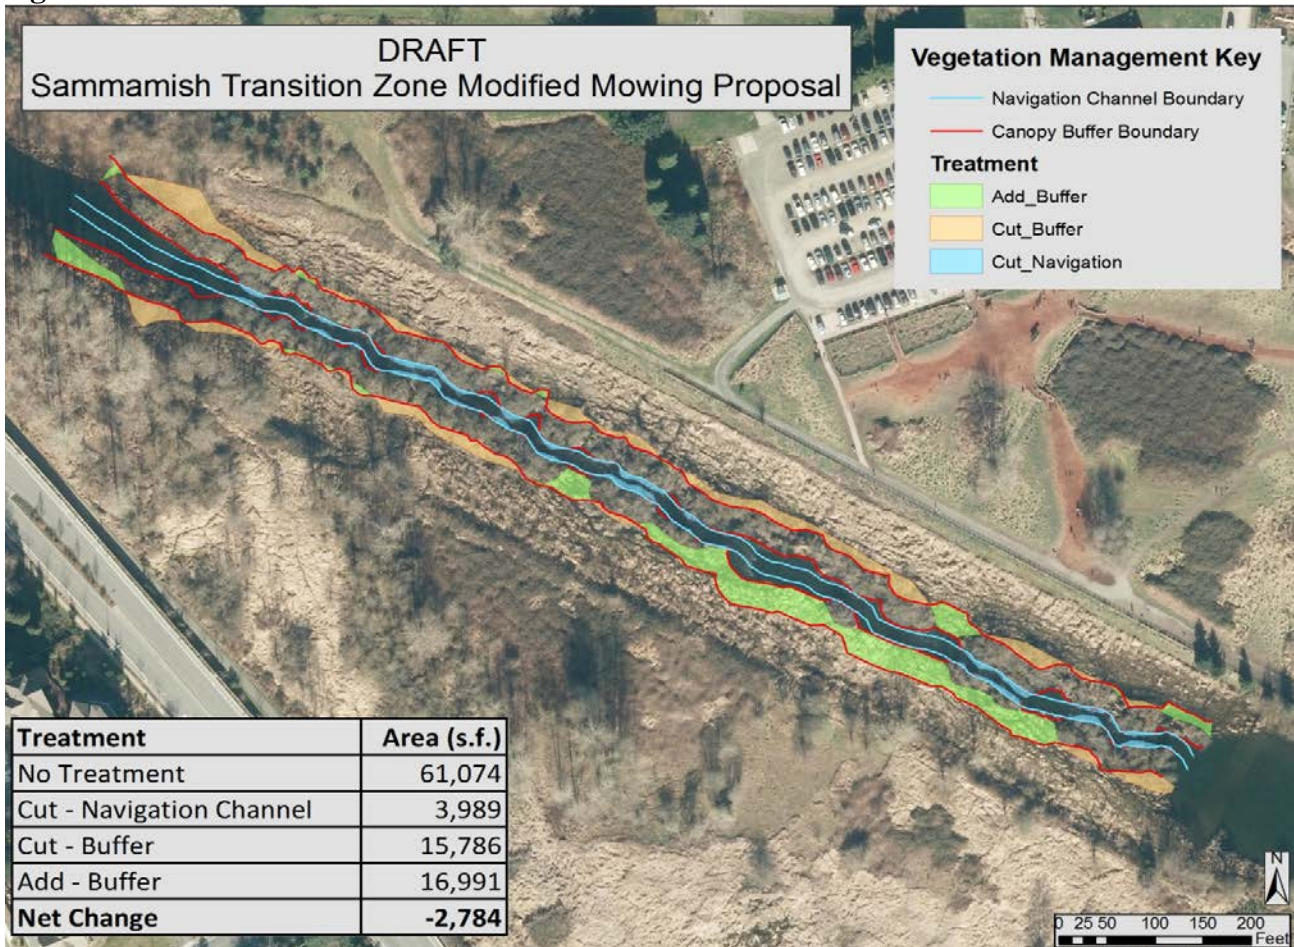 DRAFT
Sammamish Transition Zone Modified Mowing Proposal
Vegetation Management Key
Navigation Channel Boundary
Canopy Buffer Boundary
Treatment
Add_Buffer
Cut_Buffer
Cut_Navigation
Treatment Area (s.f.)
No Treatment 61,074
Cut - Navigation Channel 3,989
Cut - Buffer 15,786
Add - Buffer 16,991
Net Change -2,784
N
0 25 50 100 150 200
Feet